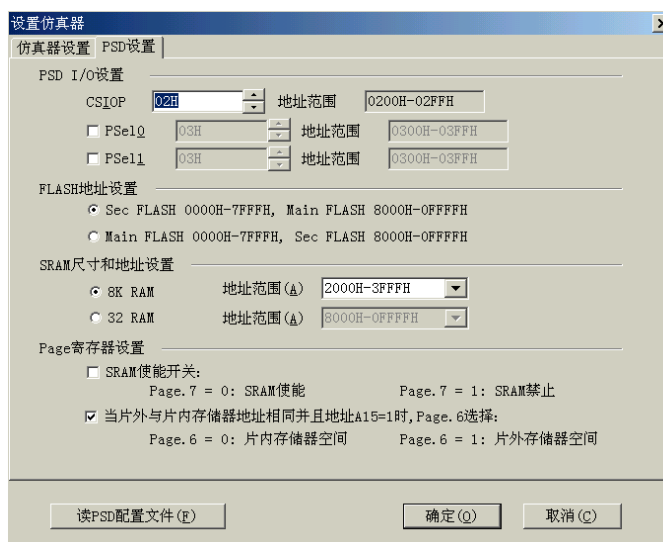 设置仿真器
仿真器设置 PSD设置
PSD I/O设置
CSIOP 02H 地址范围 0200H-02FFH
PSel0 03H 地址范围 0300H-03FFH
PSel1 03H 地址范围 0300H-03FFH
FLASH地址设置
Sec FLASH 0000H-7FFFH, Main FLASH 8000H-0FFFFH
Main FLASH 0000H-7FFFH, Sec FLASH 8000H-0FFFFH
SRAM尺寸和地址设置
8K RAM 地址范围(A) 2000H-3FFFH
32 RAM 地址范围(A) 8000H-0FFFFH
Page寄存器设置
SRAM使能开关:
Page.7 = 0: SRAM使能 Page.7 = 1: SRAM禁止
当片外与片内存储器地址相同并且地址A15=1时,Page.6选择:
Page.6 = 0: 片内存储器空间 Page.6 = 1: 片外存储器空间
读PSD配置文件(F) 确定(O) 取消(C)